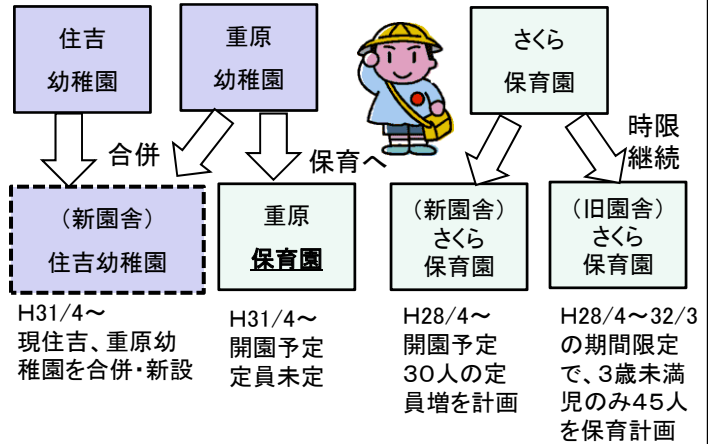 住吉
幼稚園
重原
幼稚園
さくら
保育園
合併
保育へ
時限
継続
(新園舎)
住吉幼稚園
重原
保育園
(新園舎)
さくら
保育園
(旧園舎)
さくら
保育園
H31/4～
現住吉、重原幼
稚園を合併・新設
H31/4～
開園予定
定員未定
H28/4～
開園予定
30人の定
員増を計画
H28/4～32/3
の期間限定
で、3歳未満
児のみ45人
を保育計画